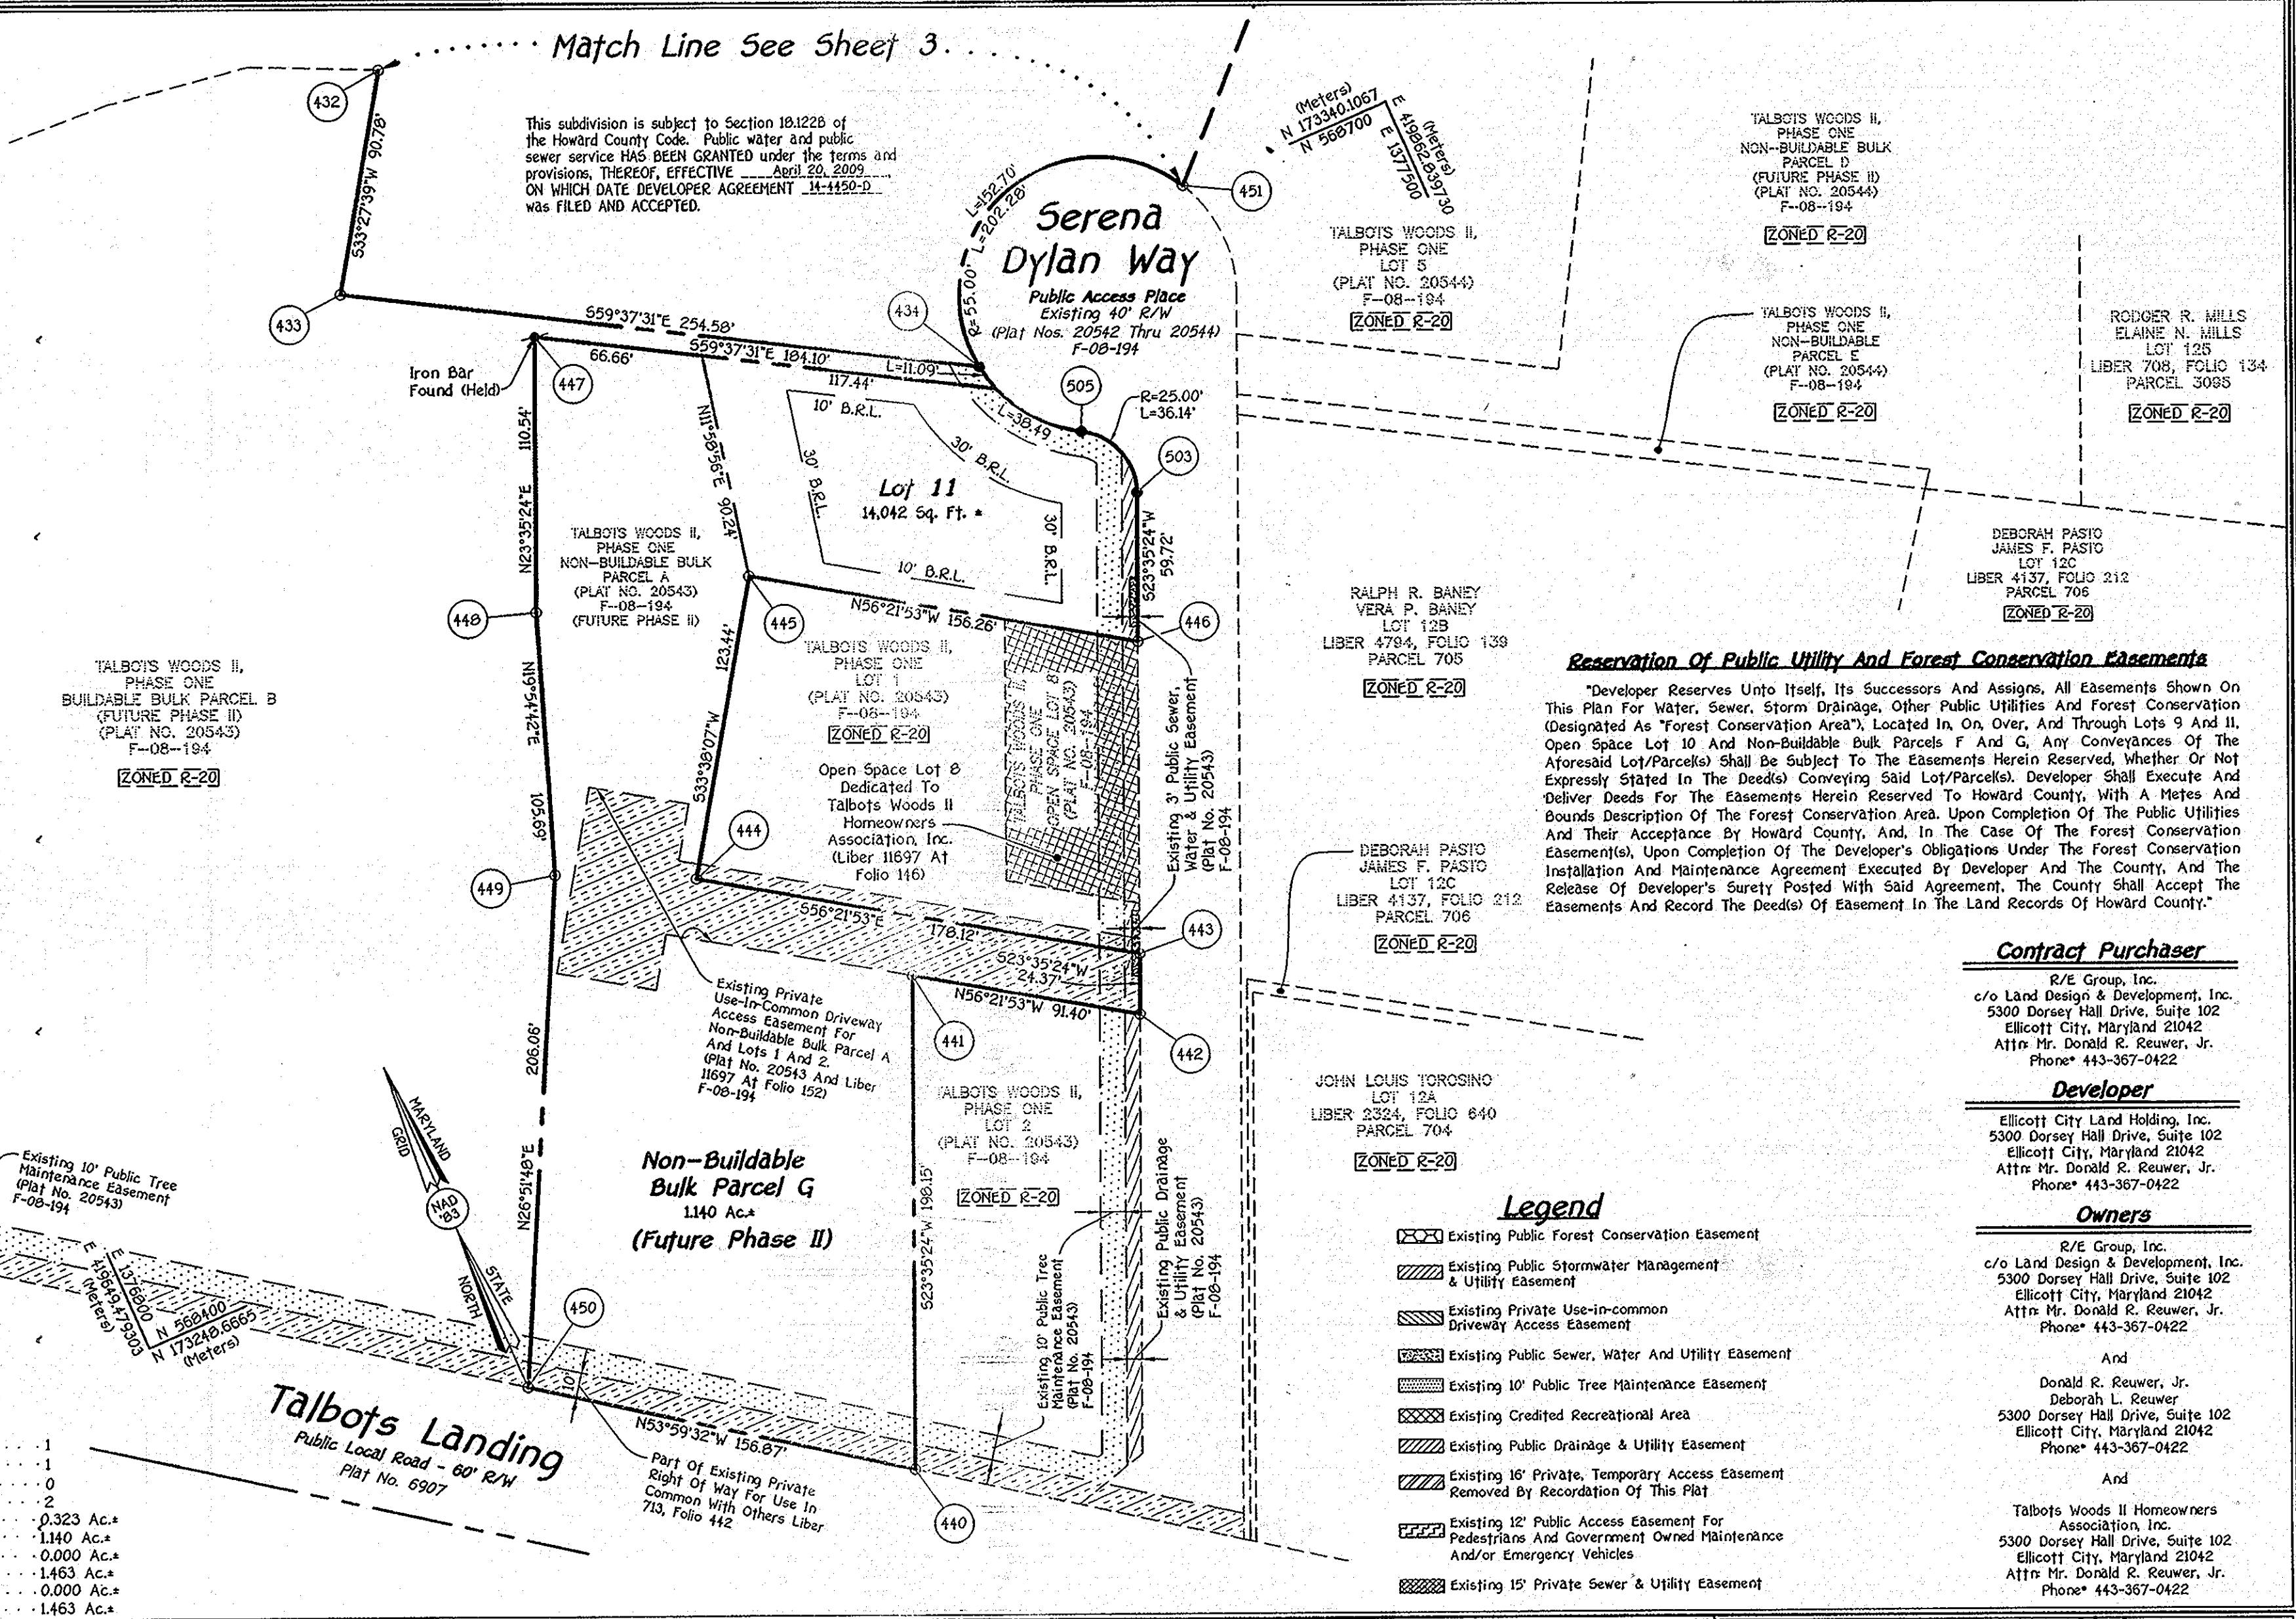 Match Line See Sheet 3
432
S33°27'39"W 90.78'
This subdivision is subject to Section 18.122B of
the Howard County Code. Public water and public
sewer service HAS BEEN GRANTED under the terms and
provisions, THEREOF, EFFECTIVE April 20, 2009,
ON WHICH DATE DEVELOPER AGREEMENT 14-4450-D
was FILED AND ACCEPTED.
433
S59°37'31"E 254.58'
434
L=152.70'
L=202.28'
R=55.00'
Serena
Dylan Way
Public Access Place
Existing 40' R/W
(Plat Nos. 20542 Thru 20544)
F-08-194
451
(Meters)
N 173340.1067
N 568700
E 1377500
E 419862.839730
(Meters)
TALBOTS WOODS II,
PHASE ONE
LOT 5
(PLAT NO. 20544)
F-08-194
ZONED R-20
TALBOTS WOODS II,
PHASE ONE
NON-BUILDABLE BULK
PARCEL D
(FUTURE PHASE II)
(PLAT NO. 20544)
F-08-194
ZONED R-20
TALBOTS WOODS II,
PHASE ONE
NON-BUILDABLE
PARCEL E
(PLAT NO. 20544)
F-08-194
ZONED R-20
RODGER R. MILLS
ELAINE N. MILLS
LOT 125
LIBER 708, FOLIO 134
PARCEL 3095
ZONED R-20
DEBORAH PASTO
JAMES F. PASTO
LOT 12C
LIBER 4137, FOLIO 212
PARCEL 706
ZONED R-20
Iron Bar
Found (Held)
447
66.66'
S59°37'31"E 184.10'
117.44'
L=11.09'
L=38.49
505
R=25.00'
L=36.14'
503
N11°58'56"E 90.24'
10' B.R.L.
30' B.R.L.
30' B.R.L.
30' B.R.L.
10' B.R.L.
Lot 11
14,042 Sq. Ft. ±
S23°35'24"W
59.72'
N23°35'24"E 110.54'
448
TALBOTS WOODS II,
PHASE ONE
NON-BUILDABLE BULK
PARCEL A
(PLAT NO. 20543)
F-08-194
(FUTURE PHASE II)
445
N56°21'53"W 156.26'
446
TALBOTS WOODS II,
PHASE ONE
BUILDABLE BULK PARCEL B
(FUTURE PHASE II)
(PLAT NO. 20543)
F-08-194
ZONED R-20
N19°54'42"E 105.69'
S33°38'07"W 123.44'
TALBOTS WOODS II,
PHASE ONE
LOT 1
(PLAT NO. 20543)
F-08-194
ZONED R-20
Open Space Lot 8
Dedicated To
Talbots Woods II
Homeowners
Association, Inc.
(Liber 11697 At
Folio 146)
TALBOTS WOODS II,
PHASE ONE
OPEN SPACE LOT 8
(PLAT NO. 20543)
F-08-194
Existing 3' Public Sewer,
Water & Utility Easement
(Plat No. 20543)
F-08-194
RALPH R. BANEY
VERA P. BANEY
LOT 12B
LIBER 4794, FOLIO 139
PARCEL 705
ZONED R-20
DEBORAH PASTO
JAMES F. PASTO
LOT 12C
LIBER 4137, FOLIO 212
PARCEL 706
ZONED R-20
Reservation Of Public Utility And Forest Conservation Easements
"Developer Reserves Unto Itself, Its Successors And Assigns, All Easements Shown On
This Plan For Water, Sewer, Storm Drainage, Other Public Utilities And Forest Conservation
(Designated As "Forest Conservation Area"), Located In, On, Over, And Through Lots 9 And 11,
Open Space Lot 10 And Non-Buildable Bulk Parcels F And G, Any Conveyances Of The
Aforesaid Lot/Parcel(s) Shall Be Subject To The Easements Herein Reserved, Whether Or Not
Expressly Stated In The Deed(s) Conveying Said Lot/Parcel(s). Developer Shall Execute And
Deliver Deeds For The Easements Herein Reserved To Howard County, With A Metes And
Bounds Description Of The Forest Conservation Area. Upon Completion Of The Public Utilities
And Their Acceptance By Howard County, And, In The Case Of The Forest Conservation
Easement(s), Upon Completion Of The Developer's Obligations Under The Forest Conservation
Installation And Maintenance Agreement Executed By Developer And The County, And The
Release Of Developer's Surety Posted With Said Agreement, The County Shall Accept The
Easements And Record The Deed(s) Of Easement In The Land Records Of Howard County."
449
444
S56°21'53"E 178.12'
443
S23°35'24"W
24.37'
N56°21'53"W 91.40'
441
442
Existing Private
Use-In-Common Driveway
Access Easement For
Non-Buildable Bulk Parcel A
And Lots 1 And 2.
(Plat No. 20543 And Liber
11697 At Folio 152)
F-08-194
N26°51'48"E 206.06'
MARYLAND
GRID
NAD
'83
STATE
NORTH
Non-Buildable
Bulk Parcel G
1.140 Ac.±
(Future Phase II)
S23°35'24"W 198.15'
TALBOTS WOODS II,
PHASE ONE
LOT 2
(PLAT NO. 20543)
F-08-194
ZONED R-20
Existing 10' Public Tree
Maintenance Easement
(Plat No. 20543)
F-08-194
Existing Public Drainage
& Utility Easement
(Plat No. 20543)
F-08-194
JOHN LOUIS TOROSINO
LOT 12A
LIBER 2324, FOLIO 640
PARCEL 704
ZONED R-20
Existing 10' Public Tree
Maintenance Easement
(Plat No. 20543)
F-08-194
E 1376800
E 419649.479303
(Meters)
N 568400
N 173248.6665
(Meters)
450
10'
N53°59'32"W 156.87'
440
Talbots Landing
Public Local Road - 60' R/W
Plat No. 6907
Part Of Existing Private
Right Of Way For Use In
Common With Others Liber
713, Folio 442
1
1
0
2
0.323 Ac.±
1.140 Ac.±
0.000 Ac.±
1.463 Ac.±
0.000 Ac.±
1.463 Ac.±
Legend
Existing Public Forest Conservation Easement
Existing Public Stormwater Management
& Utility Easement
Existing Private Use-in-common
Driveway Access Easement
Existing Public Sewer, Water And Utility Easement
Existing 10' Public Tree Maintenance Easement
Existing Credited Recreational Area
Existing Public Drainage & Utility Easement
Existing 16' Private, Temporary Access Easement
Removed By Recordation Of This Plat
Existing 12' Public Access Easement For
Pedestrians And Government Owned Maintenance
And/or Emergency Vehicles
Existing 15' Private Sewer & Utility Easement
Contract Purchaser
R/E Group, Inc.
c/o Land Design & Development, Inc.
5300 Dorsey Hall Drive, Suite 102
Ellicott City, Maryland 21042
Attn: Mr. Donald R. Reuwer, Jr.
Phone# 443-367-0422
Developer
Ellicott City Land Holding, Inc.
5300 Dorsey Hall Drive, Suite 102
Ellicott City, Maryland 21042
Attn: Mr. Donald R. Reuwer, Jr.
Phone# 443-367-0422
Owners
R/E Group, Inc.
c/o Land Design & Development, Inc.
5300 Dorsey Hall Drive, Suite 102
Ellicott City, Maryland 21042
Attn: Mr. Donald R. Reuwer, Jr.
Phone# 443-367-0422
And
Donald R. Reuwer, Jr.
Deborah L. Reuwer
5300 Dorsey Hall Drive, Suite 102
Ellicott City, Maryland 21042
Phone# 443-367-0422
And
Talbots Woods II Homeowners
Association, Inc.
5300 Dorsey Hall Drive, Suite 102
Ellicott City, Maryland 21042
Attn: Mr. Donald R. Reuwer, Jr.
Phone# 443-367-0422